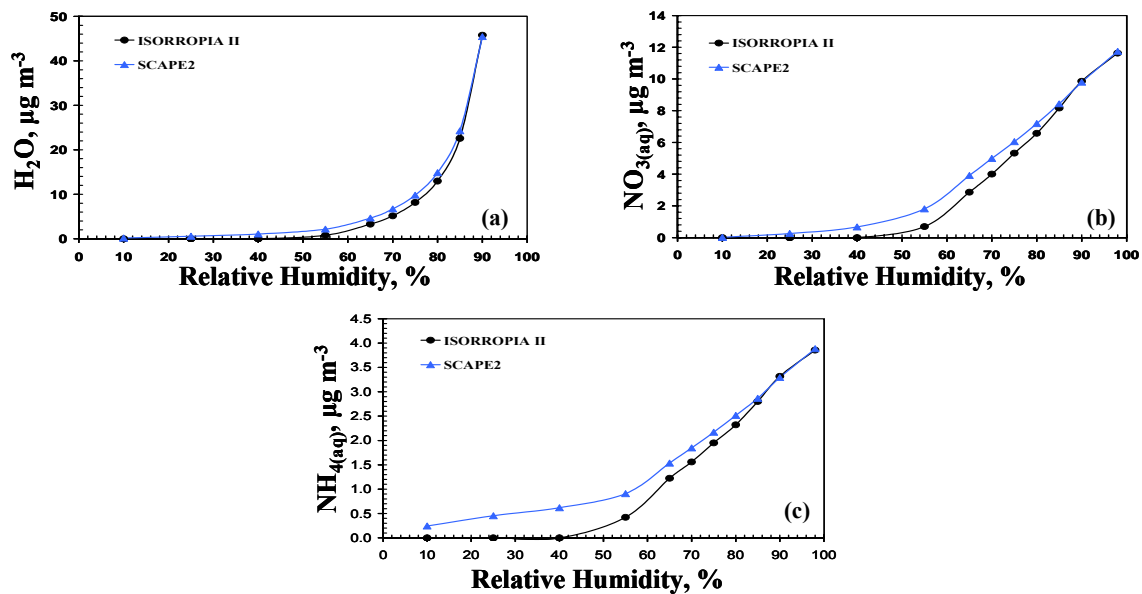 H₂O, µg m⁻³
50
40
30
20
10
0
ISORROPIA II
SCAPE2
(a)
0 10 20 30 40 50 60 70 80 90 100
Relative Humidity, %
NO₃(aq), µg m⁻³
14
12
10
8
6
4
2
0
ISORROPIA II
SCAPE2
(b)
0 10 20 30 40 50 60 70 80 90 100
Relative Humidity, %
NH₄(aq), µg m⁻³
4.5
4.0
3.5
3.0
2.5
2.0
1.5
1.0
0.5
0.0
ISORROPIA II
SCAPE2
(c)
0 10 20 30 40 50 60 70 80 90 100
Relative Humidity, %